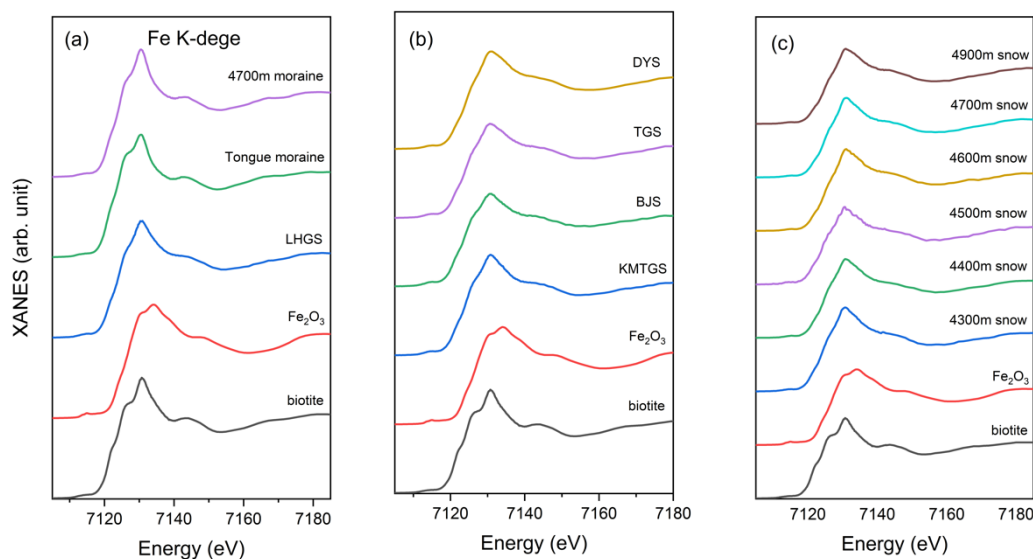 XANES (arb. unit)
(a) Fe K-dege
4700m moraine
Tongue moraine
LHGS
Fe₂O₃
biotite
7120 7140 7160 7180
Energy (eV)
(b)
DYS
TGS
BJS
KMTGS
Fe₂O₃
biotite
7120 7140 7160 7180
Energy (eV)
(c)
4900m snow
4700m snow
4600m snow
4500m snow
4400m snow
4300m snow
Fe₂O₃
biotite
7120 7140 7160 7180
Energy (eV)